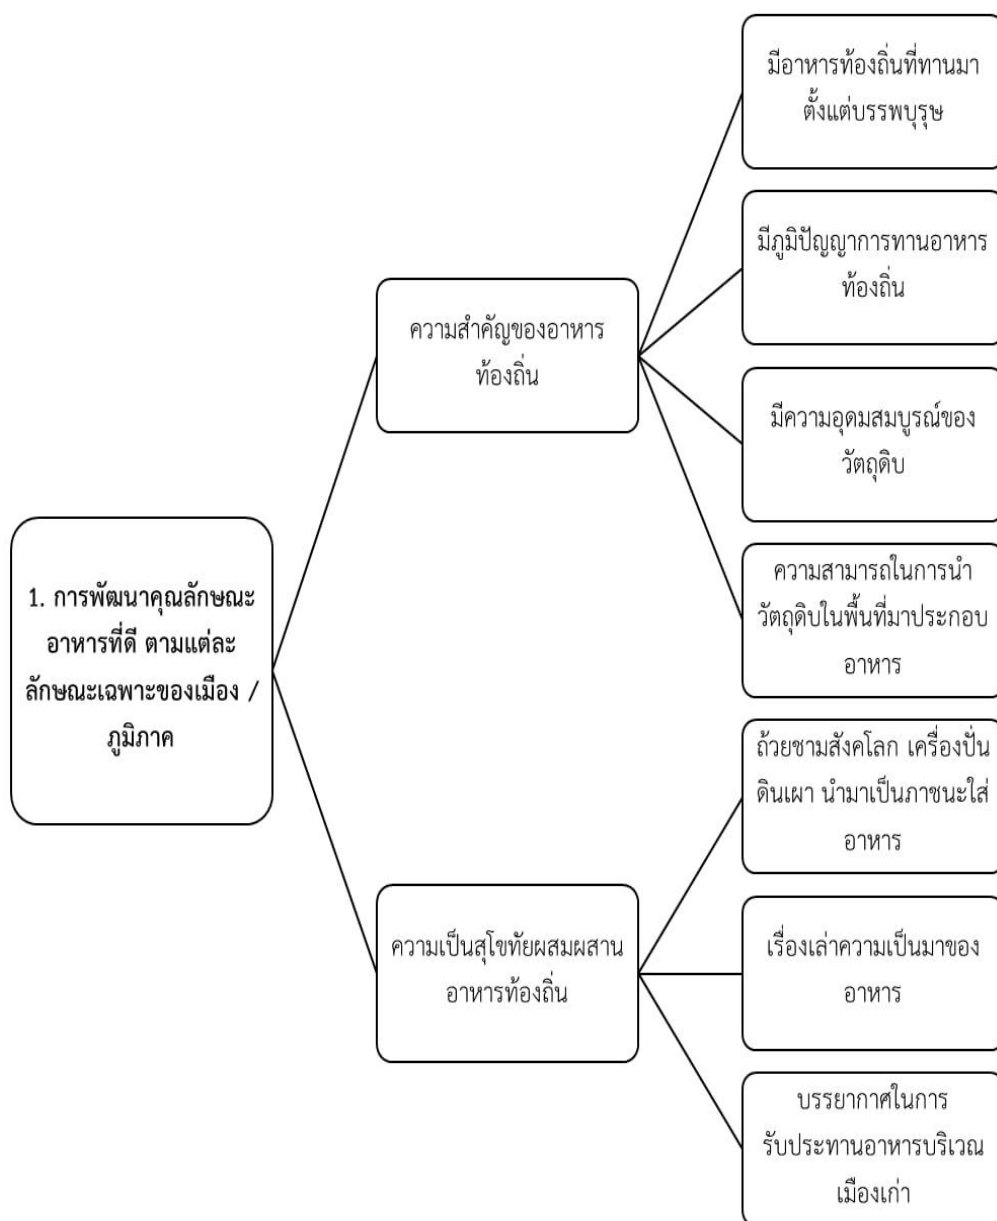 มีอาหารท้องถิ่นที่ทานมา
ตั้งแต่บรรพบุรุษ
มีภูมิปัญญาการทานอาหาร
ท้องถิ่น
ความสำคัญของอาหาร
ท้องถิ่น
มีความอุดมสมบูรณ์ของ
วัตถุดิบ
ความสามารถในการนำ
วัตถุดิบในพื้นที่มาประกอบ
อาหาร
1. การพัฒนาคุณลักษณะ
อาหารที่ดี ตามแต่ละ
ลักษณะเฉพาะของเมือง /
ภูมิภาค
ถ้วยชามสังคโลก เครื่องปั่น
ดินเผา นำมาเป็นภาชนะใส่
อาหาร
ความเป็นสุโขทัยผสมผสาน
อาหารท้องถิ่น
เรื่องเล่าความเป็นมาของ
อาหาร
บรรยากาศในการ
รับประทานอาหารบริเวณ
เมืองเก่า